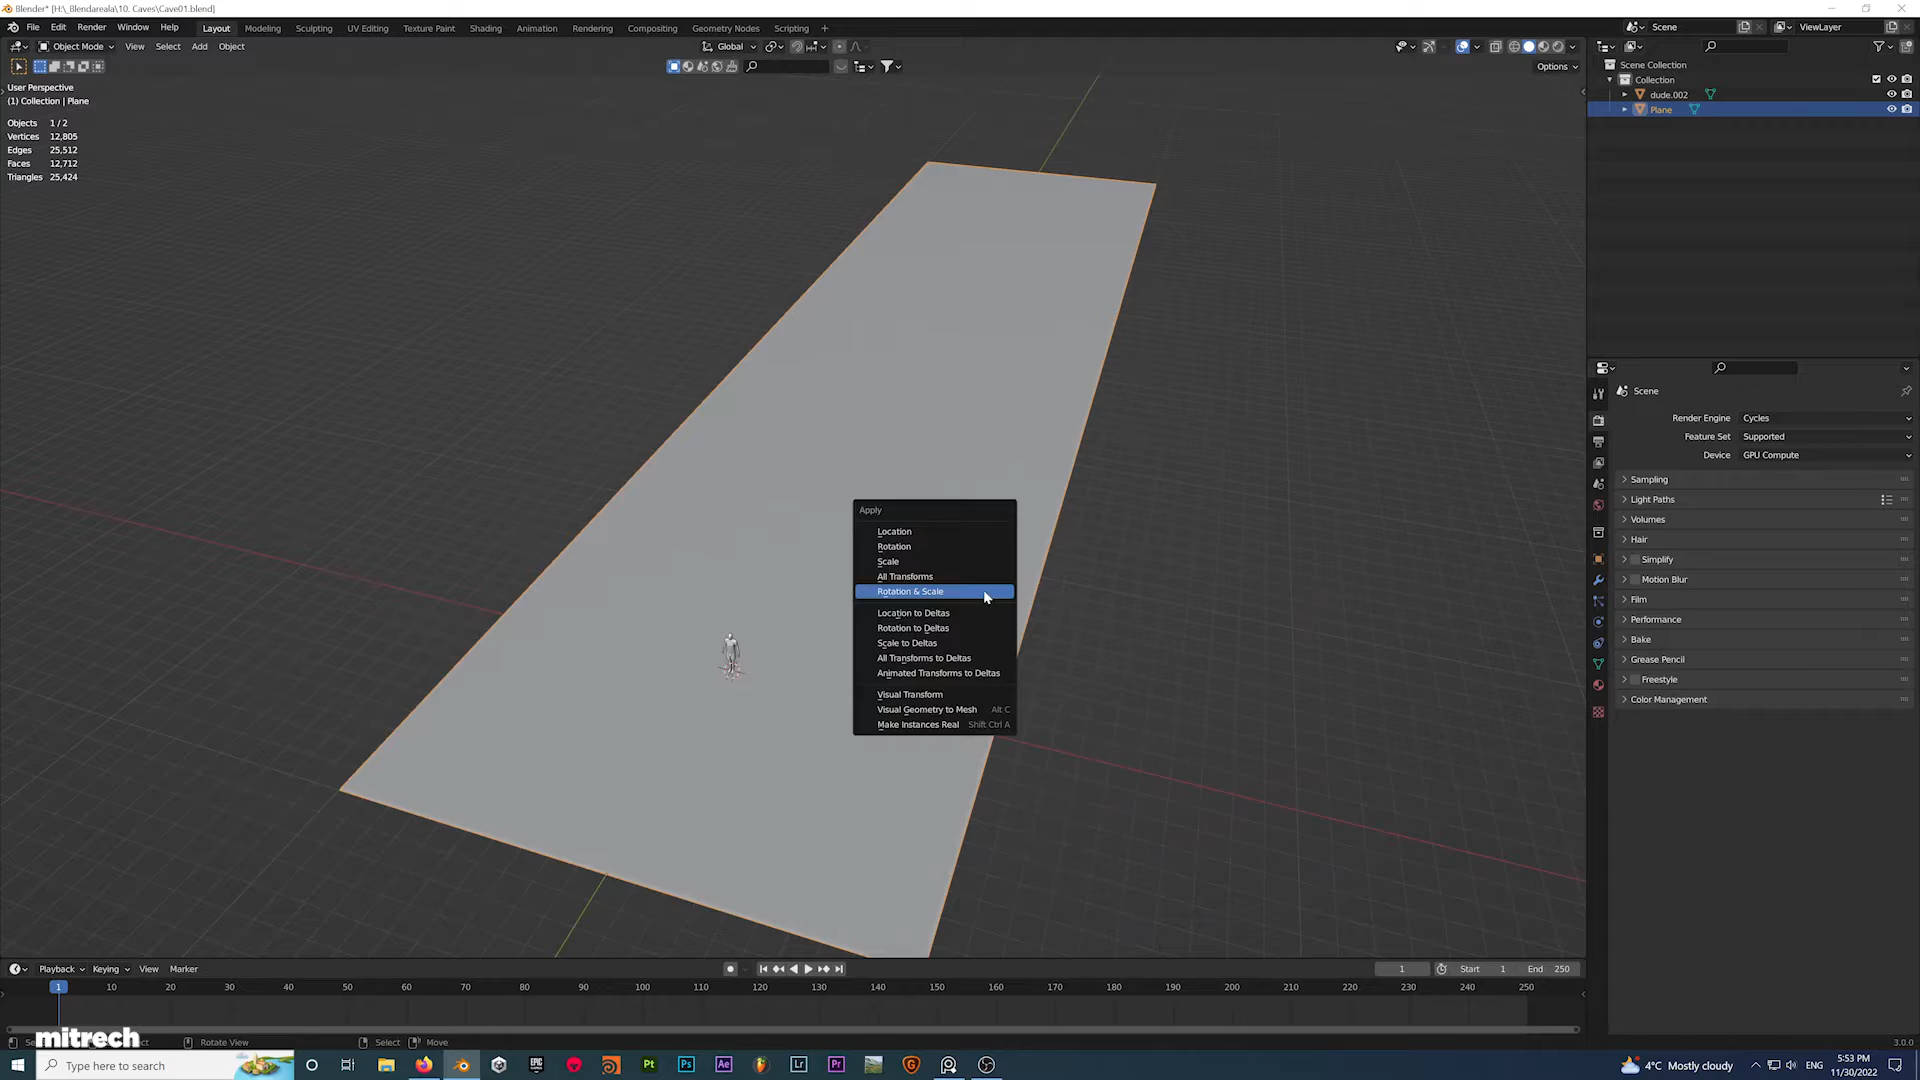 Blender* [H:\_Blendareala\10. Caves\Cave01.blend]
File Edit Render Window Help Layout Modeling Sculpting UV Editing Texture Paint Shading Animation Rendering Compositing Geometry Nodes Scripting +
Scene ViewLayer
Object Mode View Select Add Object Global
Options
User Perspective
(1) Collection | Plane
Objects 1 / 2
Vertices 12,805
Edges 25,512
Faces 12,712
Triangles 25,424
Scene Collection
Collection
dude.002
Plane
Scene
Render Engine Cycles
Feature Set Supported
Device GPU Compute
Sampling
Light Paths
Volumes
Hair
Simplify
Motion Blur
Film
Performance
Bake
Grease Pencil
Freestyle
Color Management
Apply
Location
Rotation
Scale
All Transforms
Rotation & Scale
Location to Deltas
Rotation to Deltas
Scale to Deltas
All Transforms to Deltas
Animated Transforms to Deltas
Visual Transform
Visual Geometry to Mesh Alt C
Make Instances Real Shift Ctrl A
Playback Keying View Marker
1 Start 1 End 250
1 10 20 30 40 50 60 70 80 90 100 110 120 130 140 150 160 170 180 190 200 210 220 230 240 250
mitrech
Rotate View Select Move
3.0.0
Type here to search
Pt Ps Ae Lr Pr
4°C Mostly cloudy ENG
5:53 PM
11/30/2022